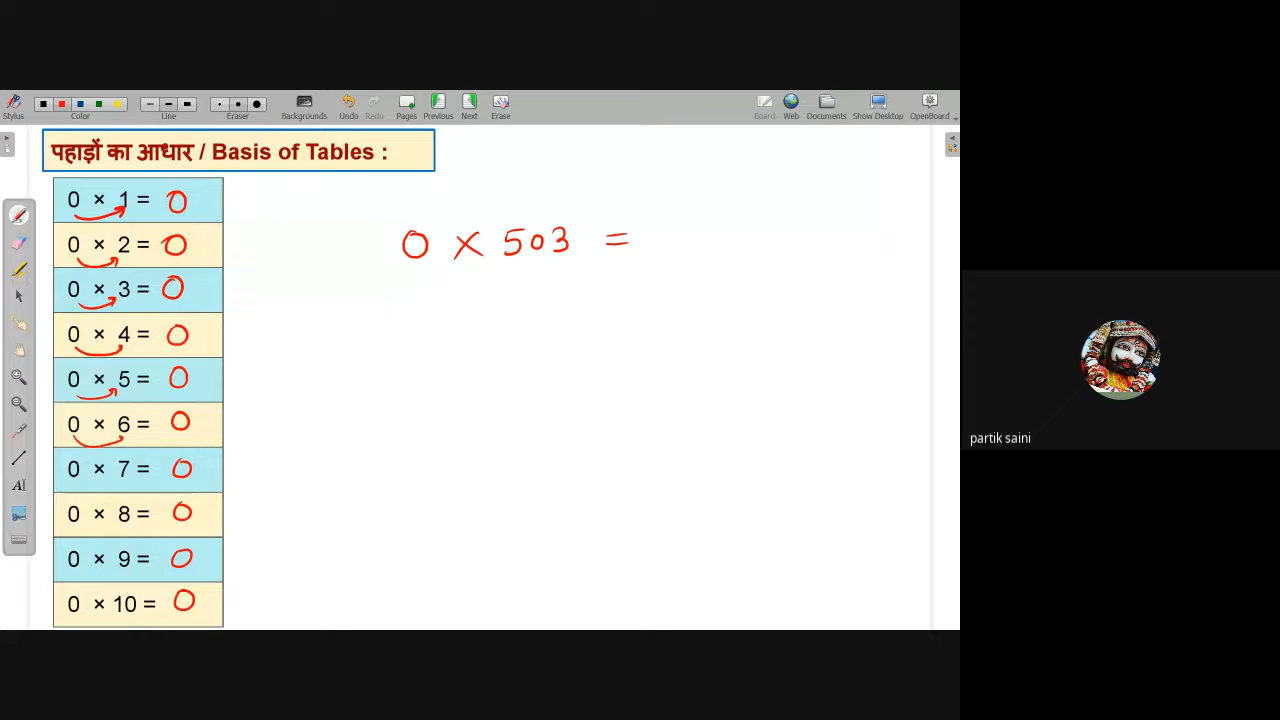 Stylus Color Line Eraser Backgrounds Undo Redo Pages Previous Next Erase Board Web Documents Show Desktop OpenBoard
पहाड़ों का आधार / Basis of Tables :
0 × 1 = 0
0 × 2 = 0
0 × 3 = 0
0 × 4 = 0
0 × 5 = 0
0 × 6 = 0
0 × 7 = 0
0 × 8 = 0
0 × 9 = 0
0 × 10 = 0
0 × 503 =
partik saini